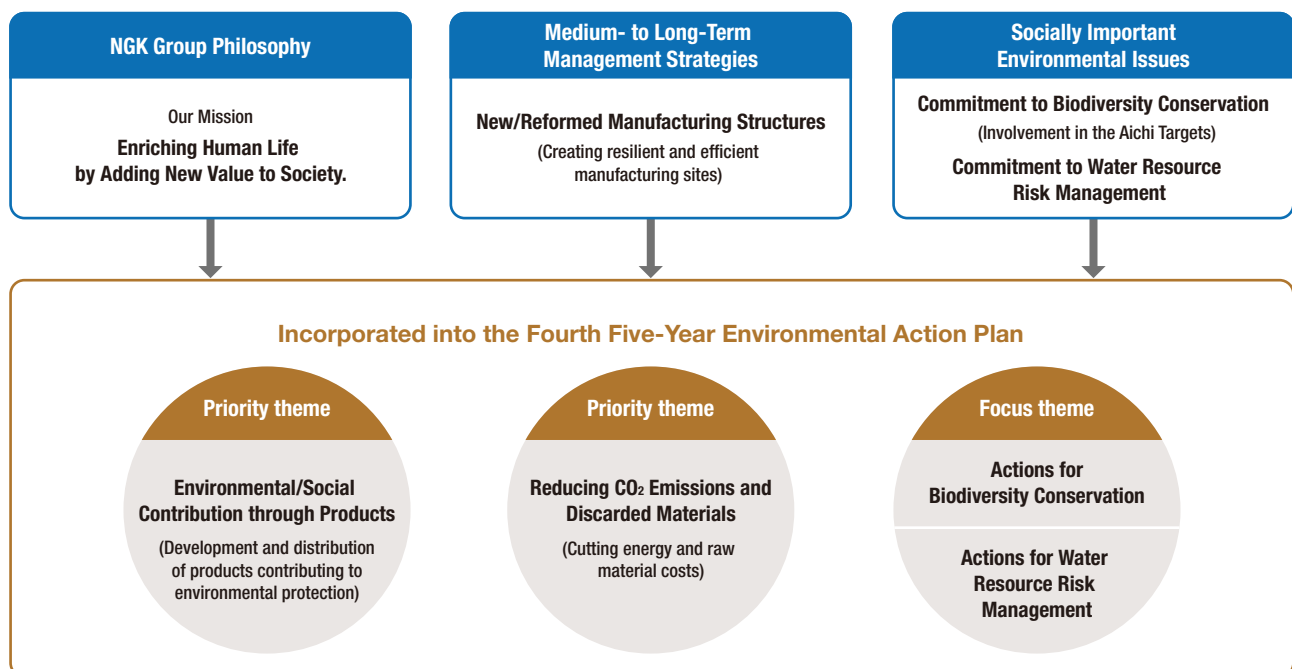 NGK Group Philosophy
Our Mission
Enriching Human Life
by Adding New Value to Society.
Medium- to Long-Term
Management Strategies
New/Reformed Manufacturing Structures
(Creating resilient and efficient
manufacturing sites)
Socially Important
Environmental Issues
Commitment to Biodiversity Conservation
(Involvement in the Aichi Targets)
Commitment to Water Resource
Risk Management
Incorporated into the Fourth Five-Year Environmental Action Plan
Priority theme
Environmental/Social
Contribution through Products
(Development and distribution
of products contributing to
environmental protection)
Priority theme
Reducing CO₂ Emissions and
Discarded Materials
(Cutting energy and raw
material costs)
Focus theme
Actions for
Biodiversity Conservation
Actions for Water
Resource Risk
Management